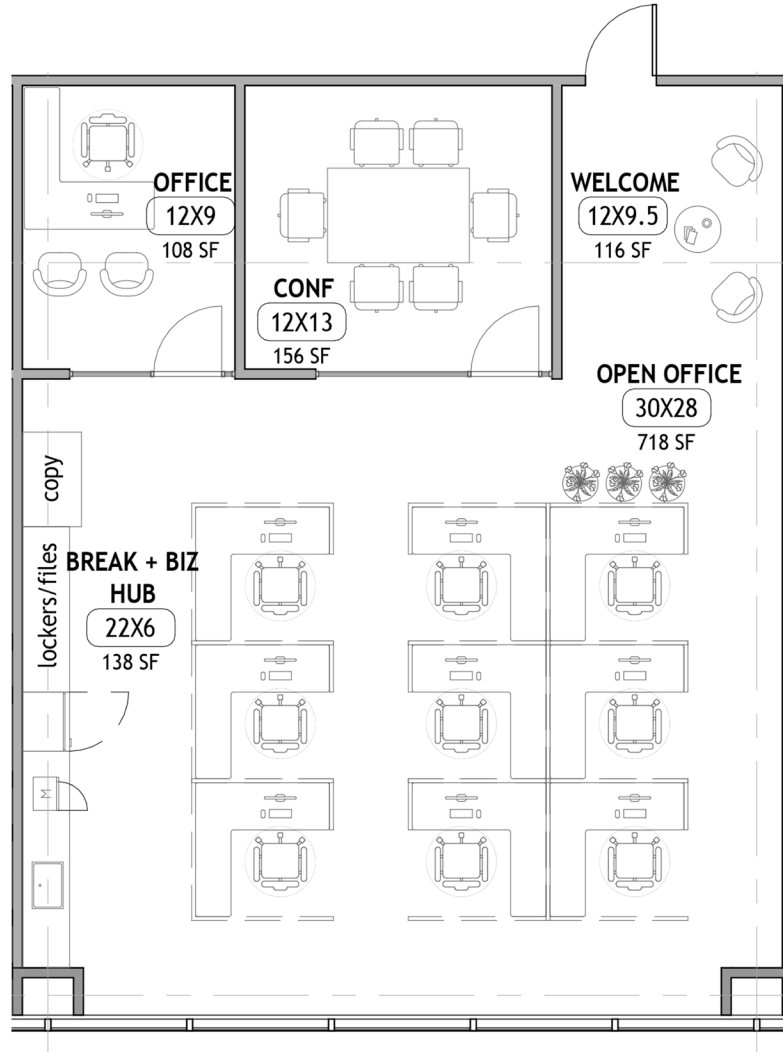 OFFICE
12X9
108 SF
CONF
12X13
156 SF
WELCOME
12X9.5
116 SF
OPEN OFFICE
30X28
718 SF
copy
lockers/files
BREAK + BIZ
HUB
22X6
138 SF
M